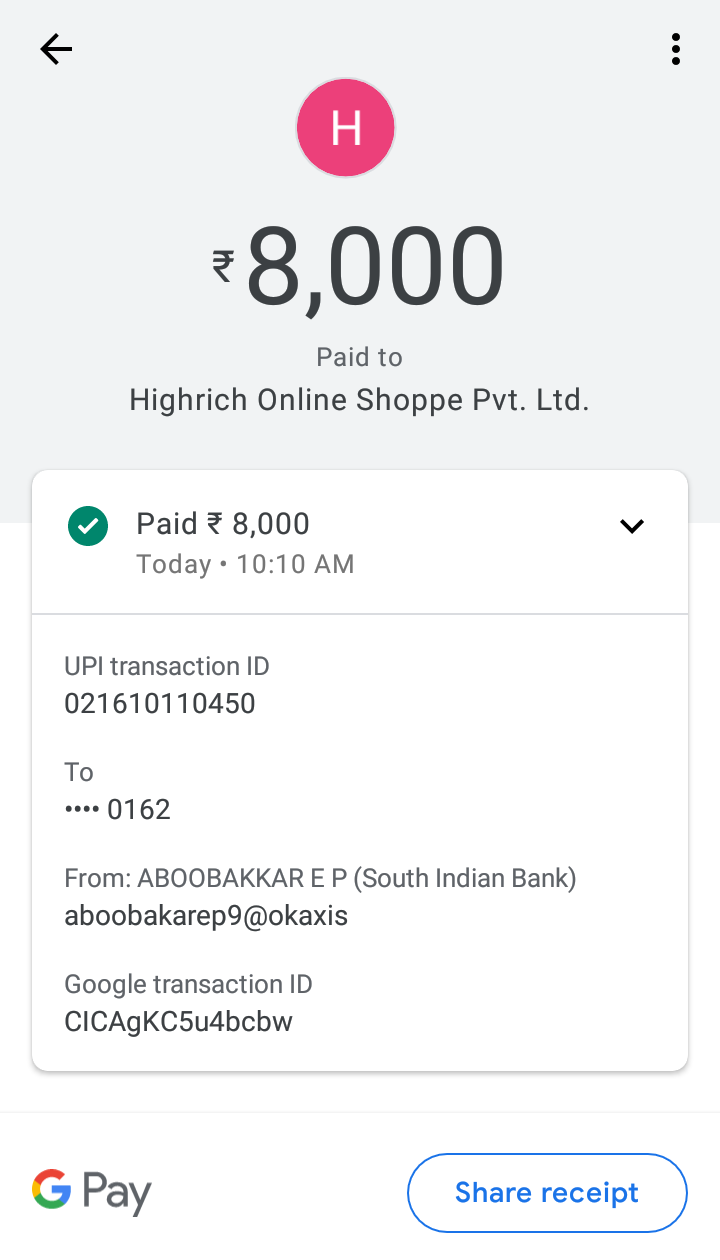 H
₹8,000
Paid to
Highrich Online Shoppe Pvt. Ltd.
Paid ₹ 8,000
Today • 10:10 AM
UPI transaction ID
021610110450
To
•••• 0162
From: ABOOBAKKAR E P (South Indian Bank)
aboobakarep9@okaxis
Google transaction ID
CICAgKC5u4bcbw
G Pay
Share receipt